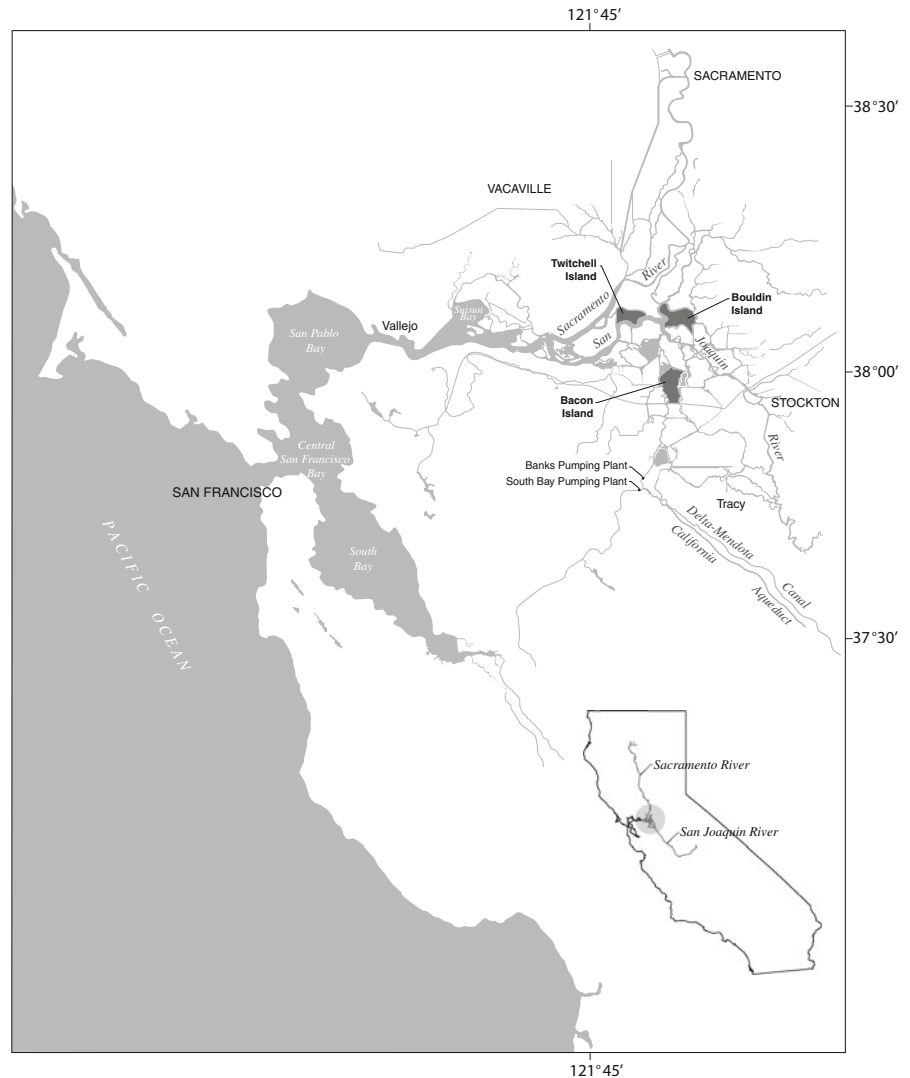 121°45′
SACRAMENTO
38°30′
VACAVILLE
Twitchell
Island
River
Bouldin
Island
Sacramento
Suisun
Bay
San Pablo
Bay
Vallejo
San
Joaquin
38°00′
Bacon
Island
STOCKTON
River
Central
San Francisco
Bay
Banks Pumping Plant
South Bay Pumping Plant
SAN FRANCISCO
Tracy
Delta-Mendota
Canal
California
Aqueduct
South
Bay
PACIFIC OCEAN
37°30′
Sacramento River
San Joaquin River
121°45′